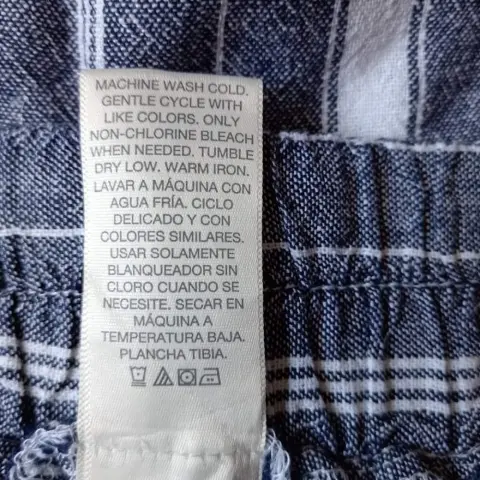 MACHINE WASH COLD.
GENTLE CYCLE WITH
LIKE COLORS. ONLY
NON-CHLORINE BLEACH
WHEN NEEDED. TUMBLE
DRY LOW. WARM IRON.
LAVAR A MÁQUINA CON
AGUA FRÍA. CICLO
DELICADO Y CON
COLORES SIMILARES.
USAR SOLAMENTE
BLANQUEADOR SIN
CLORO CUANDO SE
NECESITE. SECAR EN
MÁQUINA A
TEMPERATURA BAJA.
PLANCHA TIBIA.